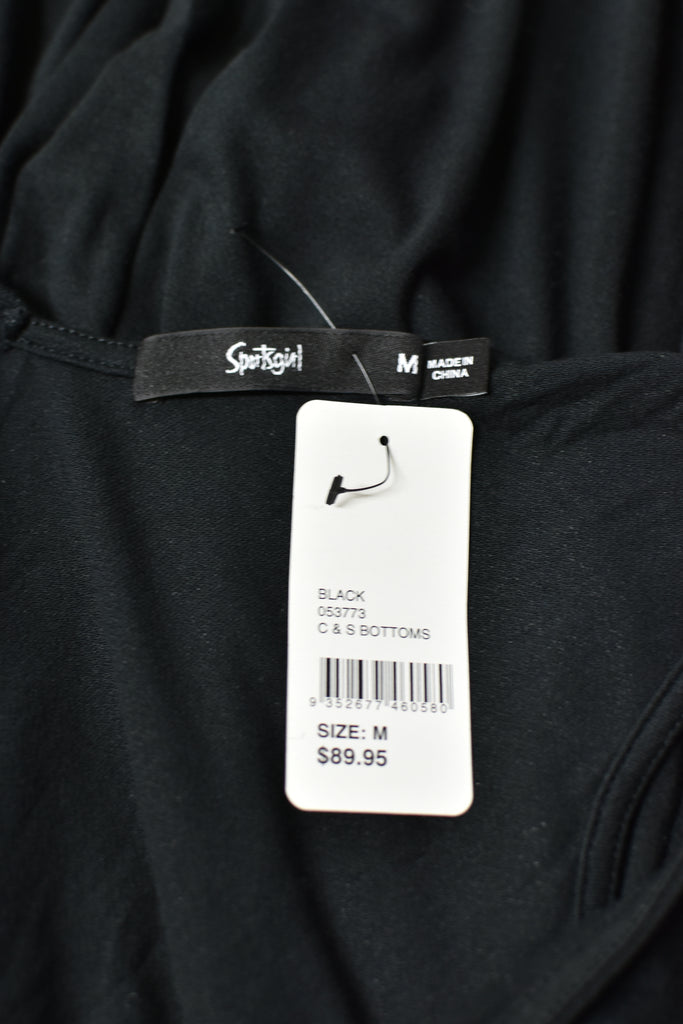 Sportsgirl
M
MADE IN
CHINA
BLACK
053773
C & S BOTTOMS
9 352677 460580
SIZE: M
$89.95